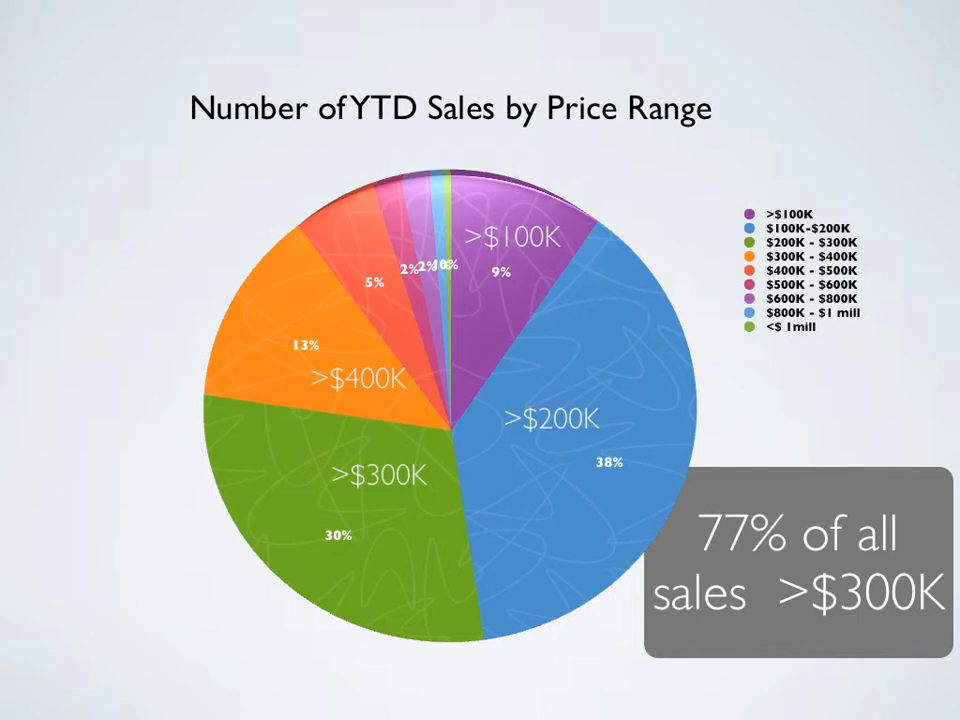 Number of YTD Sales by Price Range
>$100K
9%
2%
2%
0%
5%
13%
>$400K
>$200K
38%
>$300K
30%
>$100K
$100K-$200K
$200K - $300K
$300K - $400K
$400K - $500K
$500K - $600K
$600K - $800K
$800K - $1 mill
<$ 1mill
77% of all
sales >$300K